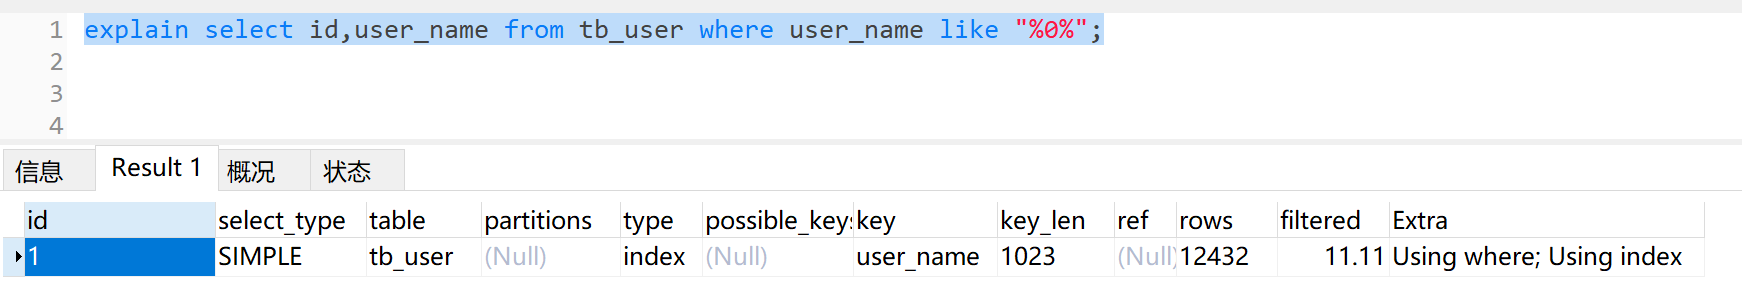 1 explain select id,user_name from tb_user where user_name like "%0%";
2
3
4
信息 Result 1 概况 状态
id select_type table partitions type possible_keys key key_len ref rows filtered Extra
1 SIMPLE tb_user (Null) index (Null) user_name 1023 (Null) 12432 11.11 Using where; Using index